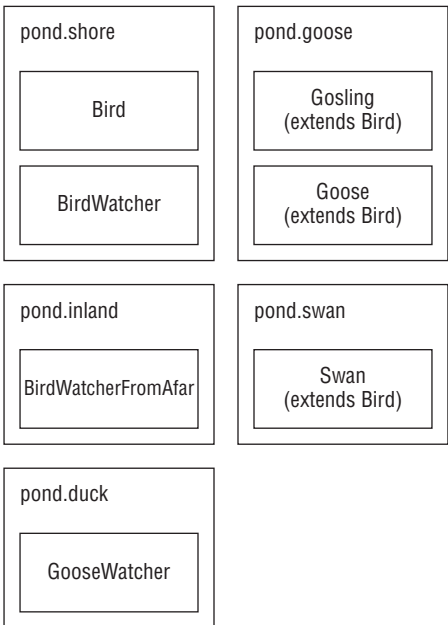 pond.shore
Bird
BirdWatcher
pond.goose
Gosling
(extends Bird)
Goose
(extends Bird)
pond.inland
BirdWatcherFromAfar
pond.swan
Swan
(extends Bird)
pond.duck
GooseWatcher